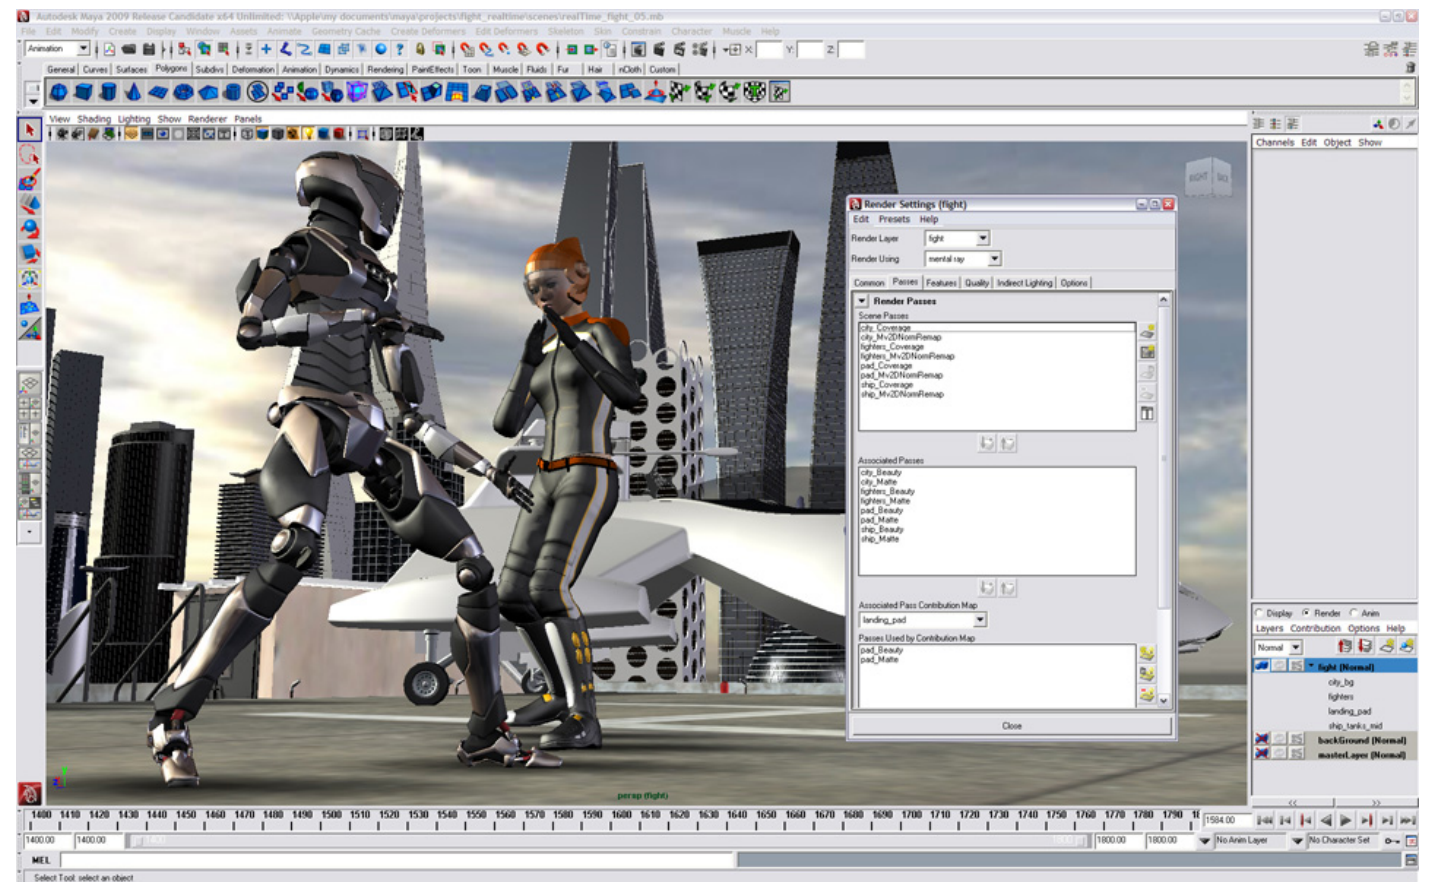 Autodesk Maya 2009 Release Candidate x64 Unlimited: \\Apple\my documents\maya\projects\fight_realtime\scenes\realTime_fight_05.mb
File Edit Modify Create Display Window Assets Animate Geometry Cache Create Deformers Edit Deformers Skeleton Skin Constrain Character Muscle Help
Animation X: Y: Z:
General Curves Surfaces Polygons Subdivs Deformation Animation Dynamics Rendering PaintEffects Toon Muscle Fluids Fur Hair nCloth Custom
View Shading Lighting Show Renderer Panels
Channels Edit Object Show
RIGHT
Render Settings (fight)
Edit Presets Help
Render Layer fight
Render Using mental ray
Common Passes Features Quality Indirect Lighting Options
Render Passes
Scene Passes
city_Coverage
city_Mv2DNormRemap
fighters_Coverage
fighters_Mv2DNormRemap
pad_Coverage
pad_Mv2DNormRemap
ship_Coverage
ship_Mv2DNormRemap
Associated Passes
city_Beauty
city_Matte
fighters_Beauty
fighters_Matte
pad_Beauty
pad_Matte
ship_Beauty
ship_Matte
Associated Pass Contribution Map
landing_pad
Passes Used by Contribution Map
pad_Beauty
pad_Matte
Close
Display Render Anim
Layers Contribution Options Help
Normal
fight (Normal)
city_bg
fighters
landing_pad
ship_tanks_mid
backGround (Normal)
masterLayer (Normal)
<< >>
persp (fight)
1400 1410 1420 1430 1440 1450 1460 1470 1480 1490 1500 1510 1520 1530 1540 1550 1560 1570 1580 1590 1600 1610 1620 1630 1640 1650 1660 1670 1680 1690 1700 1710 1720 1730 1740 1750 1760 1770 1780 1790 1584.00
1400.00 1400.00 1400 1800 1800.00 1800.00 No Anim Layer No Character Set
MEL
Select Tool: select an object